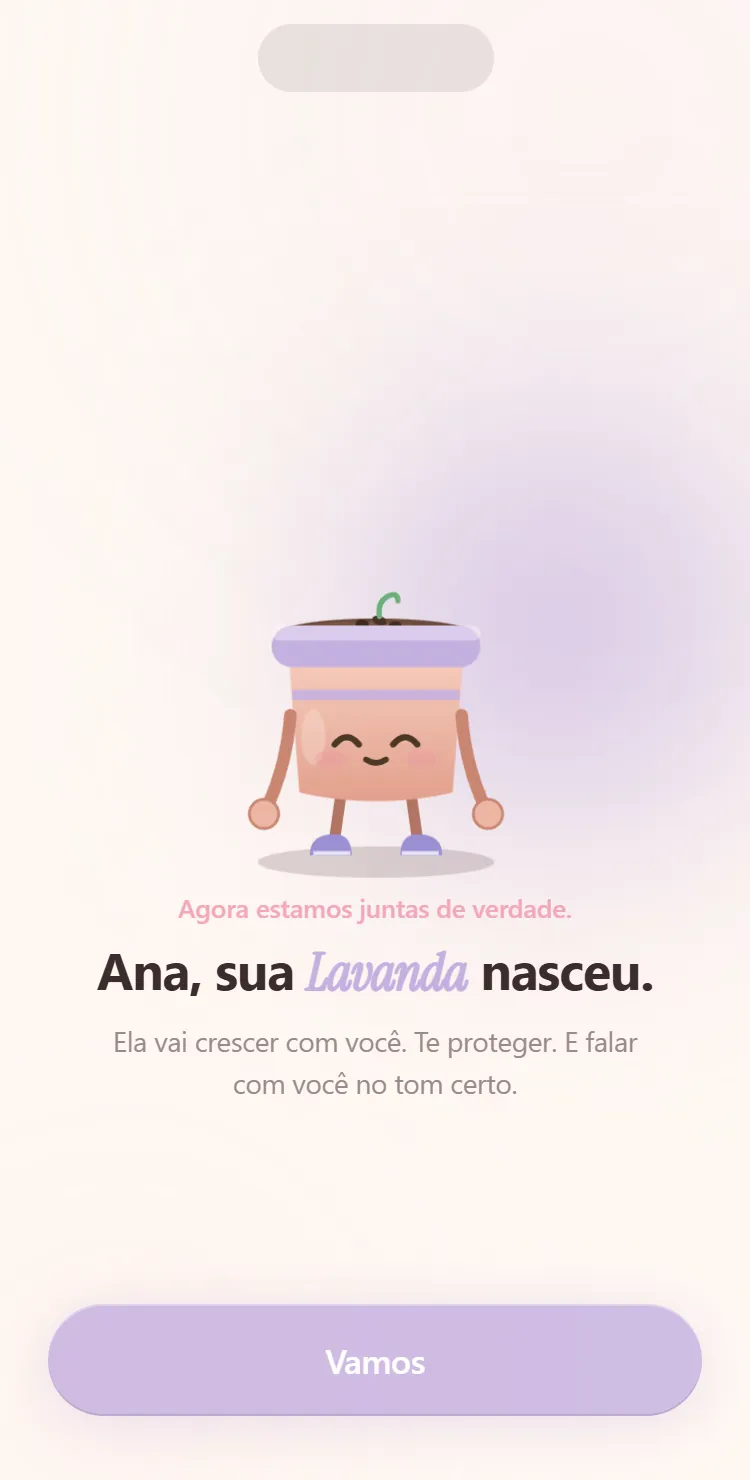 Agora estamos juntas de verdade.
Ana, sua Lavanda nasceu.
Ela vai crescer com você. Te proteger. E falar
com você no tom certo.
Vamos